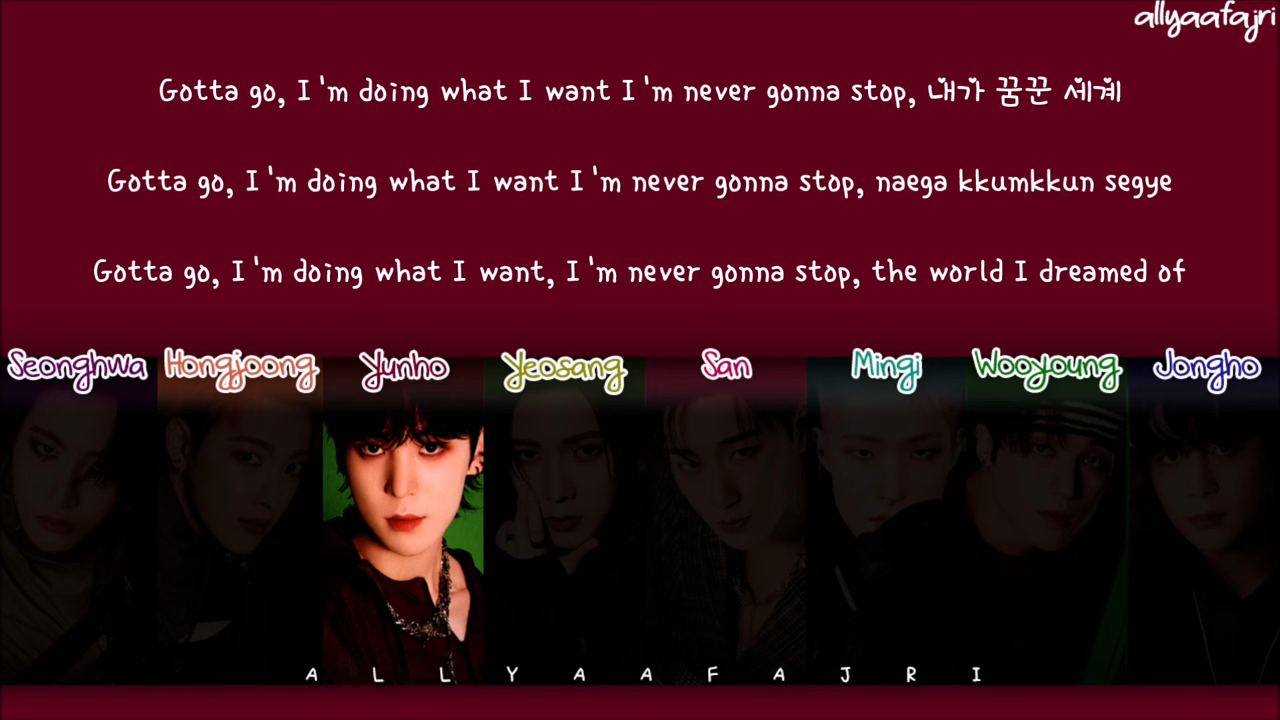 allyaafajri
Gotta go, I'm doing what I want I'm never gonna stop, 내가 꿈꾼 세계
Gotta go, I'm doing what I want I'm never gonna stop, naega kkumkkun segye
Gotta go, I'm doing what I want, I'm never gonna stop, the world I dreamed of
Seonghwa Hongjoong Yunho Yeosang San Mingi Wooyoung Jongho
A L L Y A A F A J R I